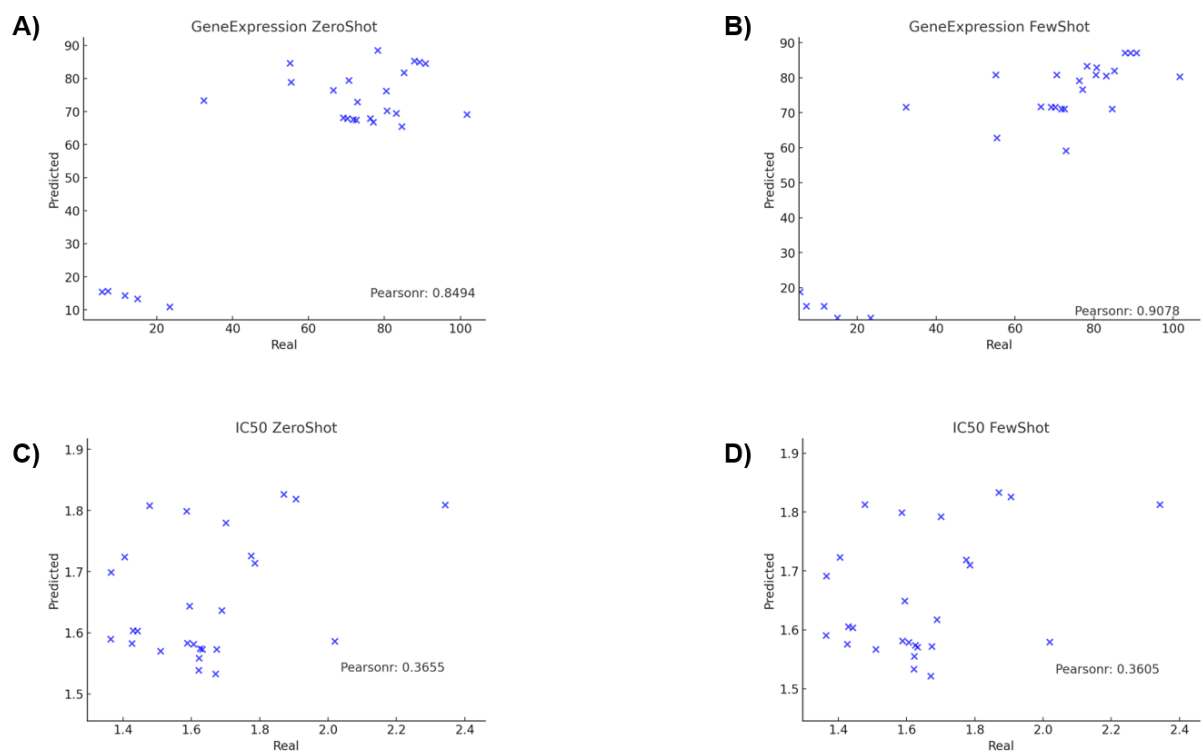 A)
GeneExpression ZeroShot
90
80
70
60
50
40
30
20
10
Predicted
Pearsonr: 0.8494
20 40 60 80 100
Real
B)
GeneExpression FewShot
90
80
70
60
50
40
30
20
Predicted
Pearsonr: 0.9078
20 40 60 80 100
Real
C)
IC50 ZeroShot
1.9
1.8
1.7
1.6
1.5
Predicted
Pearsonr: 0.3655
1.4 1.6 1.8 2.0 2.2 2.4
Real
D)
IC50 FewShot
1.9
1.8
1.7
1.6
1.5
Predicted
Pearsonr: 0.3605
1.4 1.6 1.8 2.0 2.2 2.4
Real